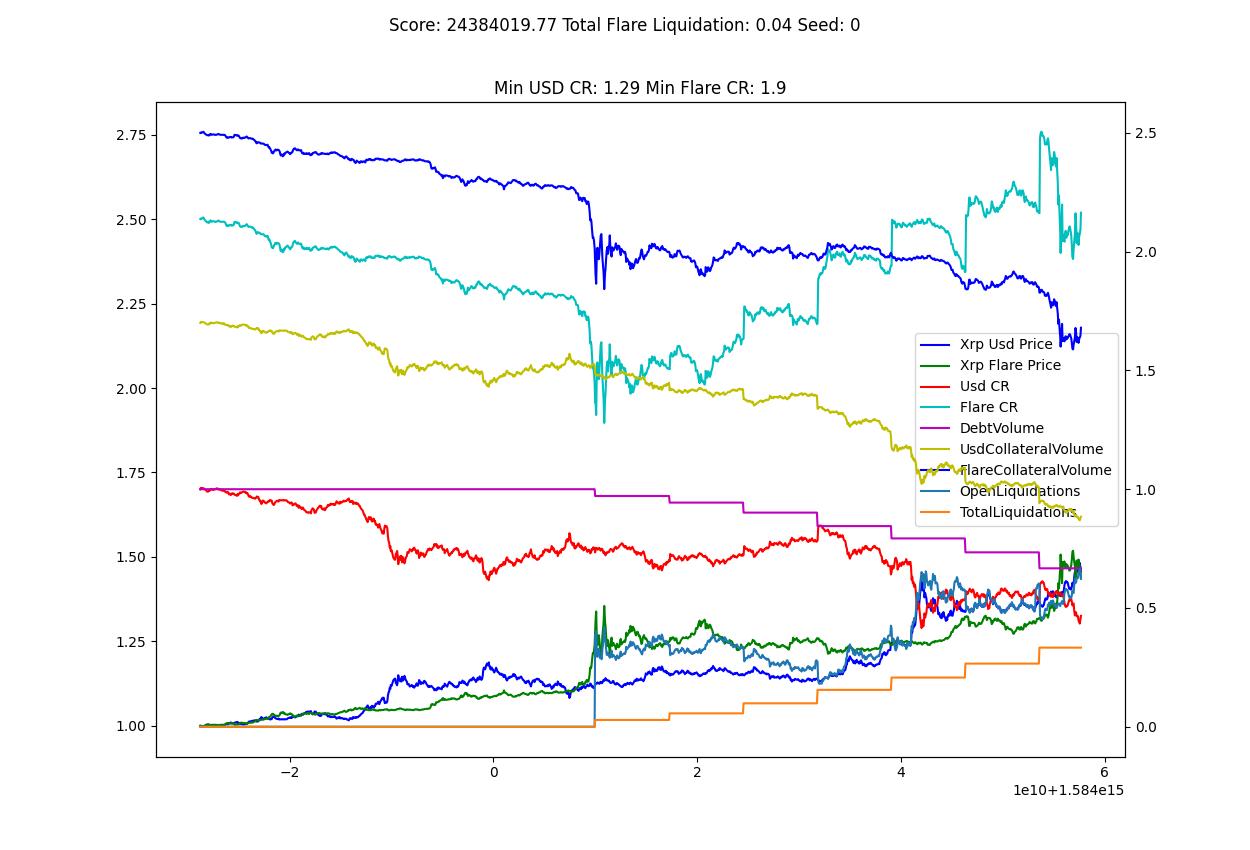 Score: 24384019.77 Total Flare Liquidation: 0.04 Seed: 0
Min USD CR: 1.29 Min Flare CR: 1.9
2.75
2.50
2.25
2.00
1.75
1.50
1.25
1.00
2.5
2.0
1.5
1.0
0.5
0.0
Xrp Usd Price
Xrp Flare Price
Usd CR
Flare CR
DebtVolume
UsdCollateralVolume
FlareCollateralVolume
OpenLiquidations
TotalLiquidations
−2 0 2 4 6
1e10+1.584e15